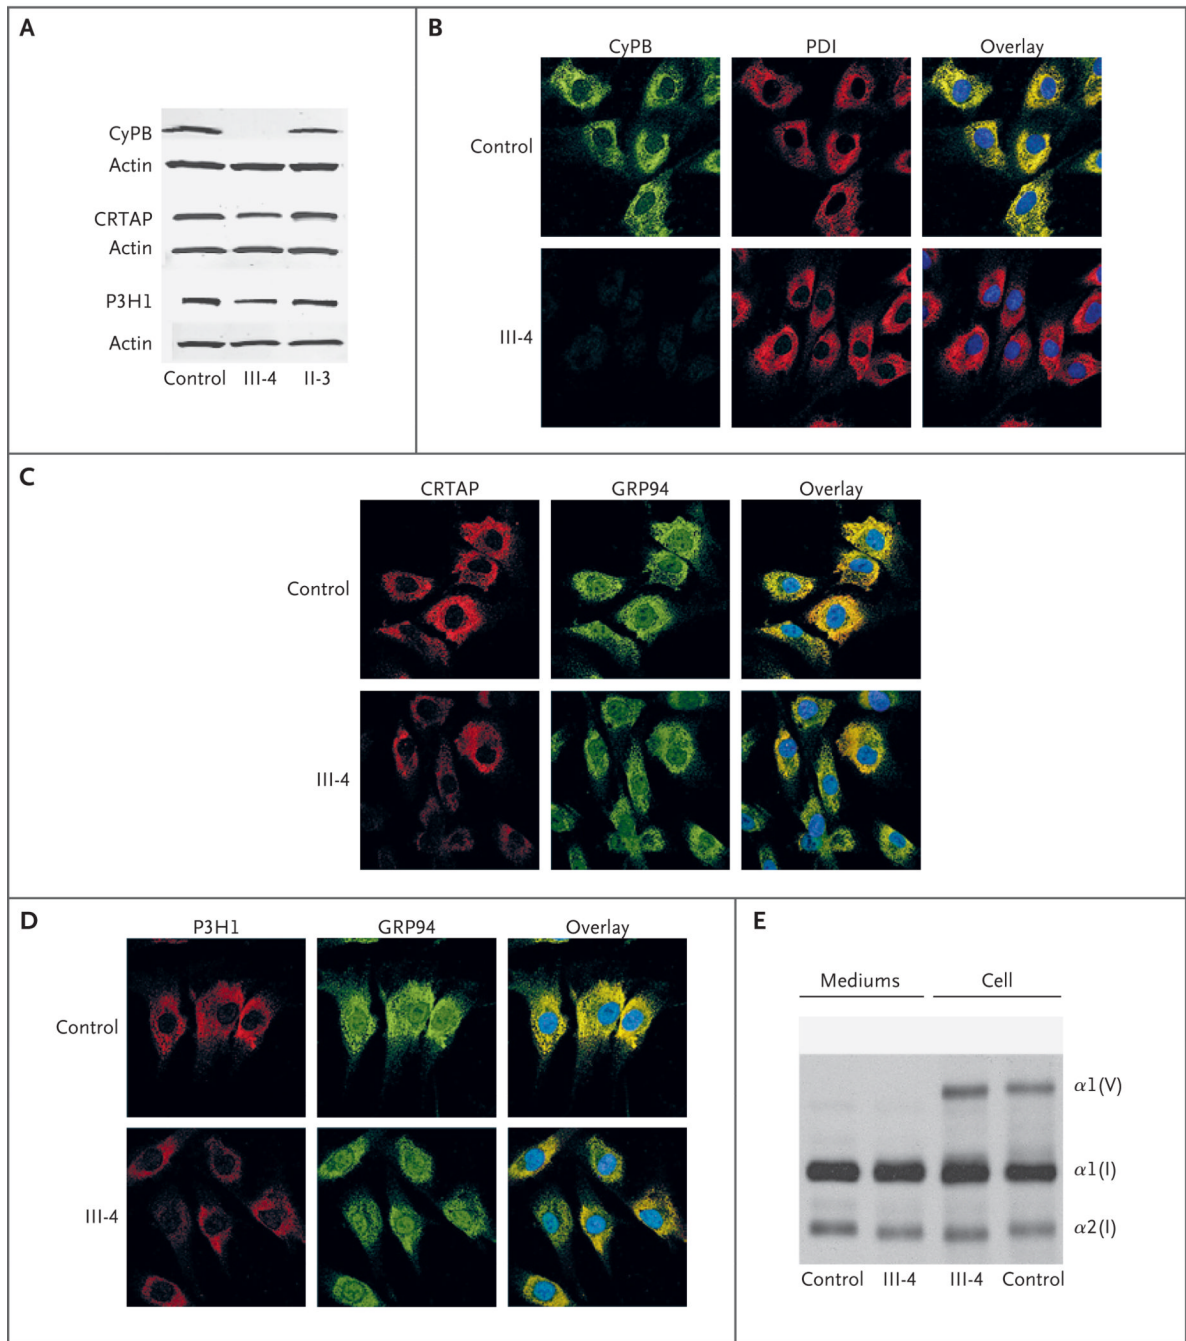 A
CyPB
Actin
CRTAP
Actin
P3H1
Actin
Control III-4 II-3
B
CyPB PDI Overlay
Control
III-4
C
CRTAP GRP94 Overlay
Control
III-4
D
P3H1 GRP94 Overlay
Control
III-4
E
Mediums Cell
α1(V)
α1(I)
α2(I)
Control III-4 III-4 Control